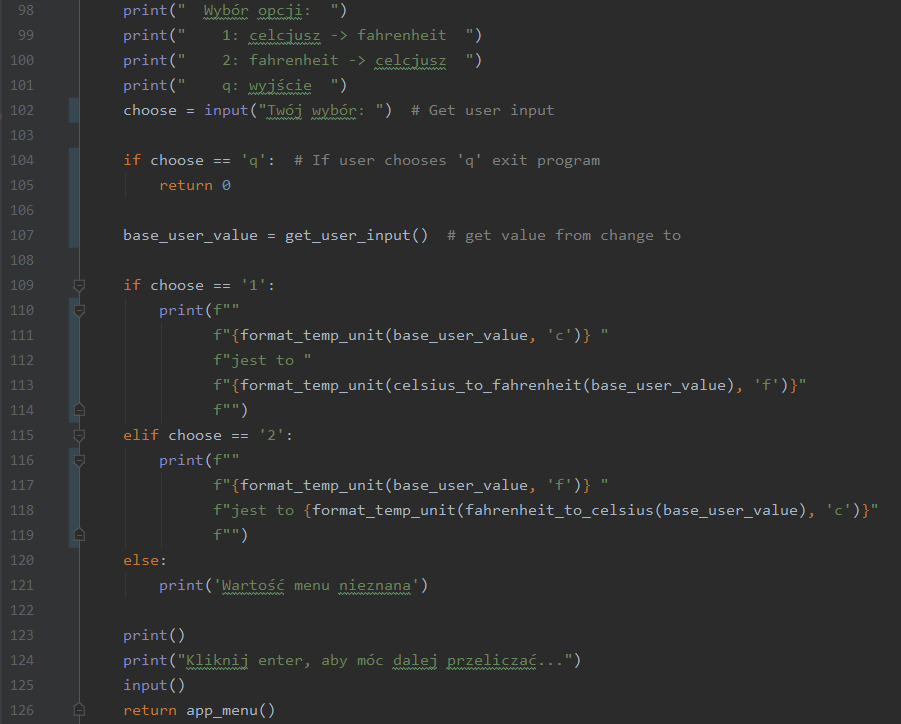 98 print("  Wybór opcji:  ")
99 print("    1: celcjusz -> fahrenheit  ")
100 print("    2: fahrenheit -> celcjusz  ")
101 print("    q: wyjście  ")
102 choose = input("Twój wybór: ")  # Get user input
103
104 if choose == 'q':  # If user chooses 'q' exit program
105     return 0
106
107 base_user_value = get_user_input()  # get value from change to
108
109 if choose == '1':
110     print(f""
111           f"{format_temp_unit(base_user_value, 'c')} "
112           f"jest to "
113           f"{format_temp_unit(celsius_to_fahrenheit(base_user_value), 'f')}"
114           f"")
115 elif choose == '2':
116     print(f""
117           f"{format_temp_unit(base_user_value, 'f')} "
118           f"jest to {format_temp_unit(fahrenheit_to_celsius(base_user_value), 'c')}"
119           f"")
120 else:
121     print('Wartość menu nieznana')
122
123 print()
124 print("Kliknij enter, aby móc dalej przeliczać...")
125 input()
126 return app_menu()